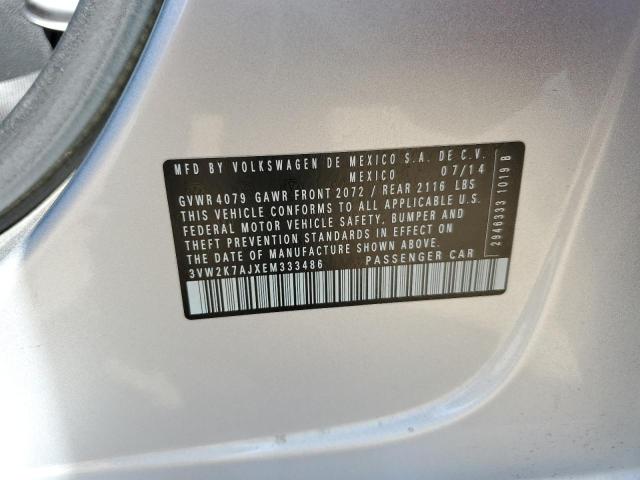 MFD BY VOLKSWAGEN DE MEXICO S.A. DE C.V.
MEXICO 07/14
GVWR 4079 GAWR FRONT 2072 / REAR 2116 LBS
THIS VEHICLE CONFORMS TO ALL APPLICABLE U.S.
FEDERAL MOTOR VEHICLE SAFETY, BUMPER AND
THEFT PREVENTION STANDARDS IN EFFECT ON
THE DATE OF MANUFACTURE SHOWN ABOVE.
3VW2K7AJXEM333486 PASSENGER CAR
2946333 1019 B